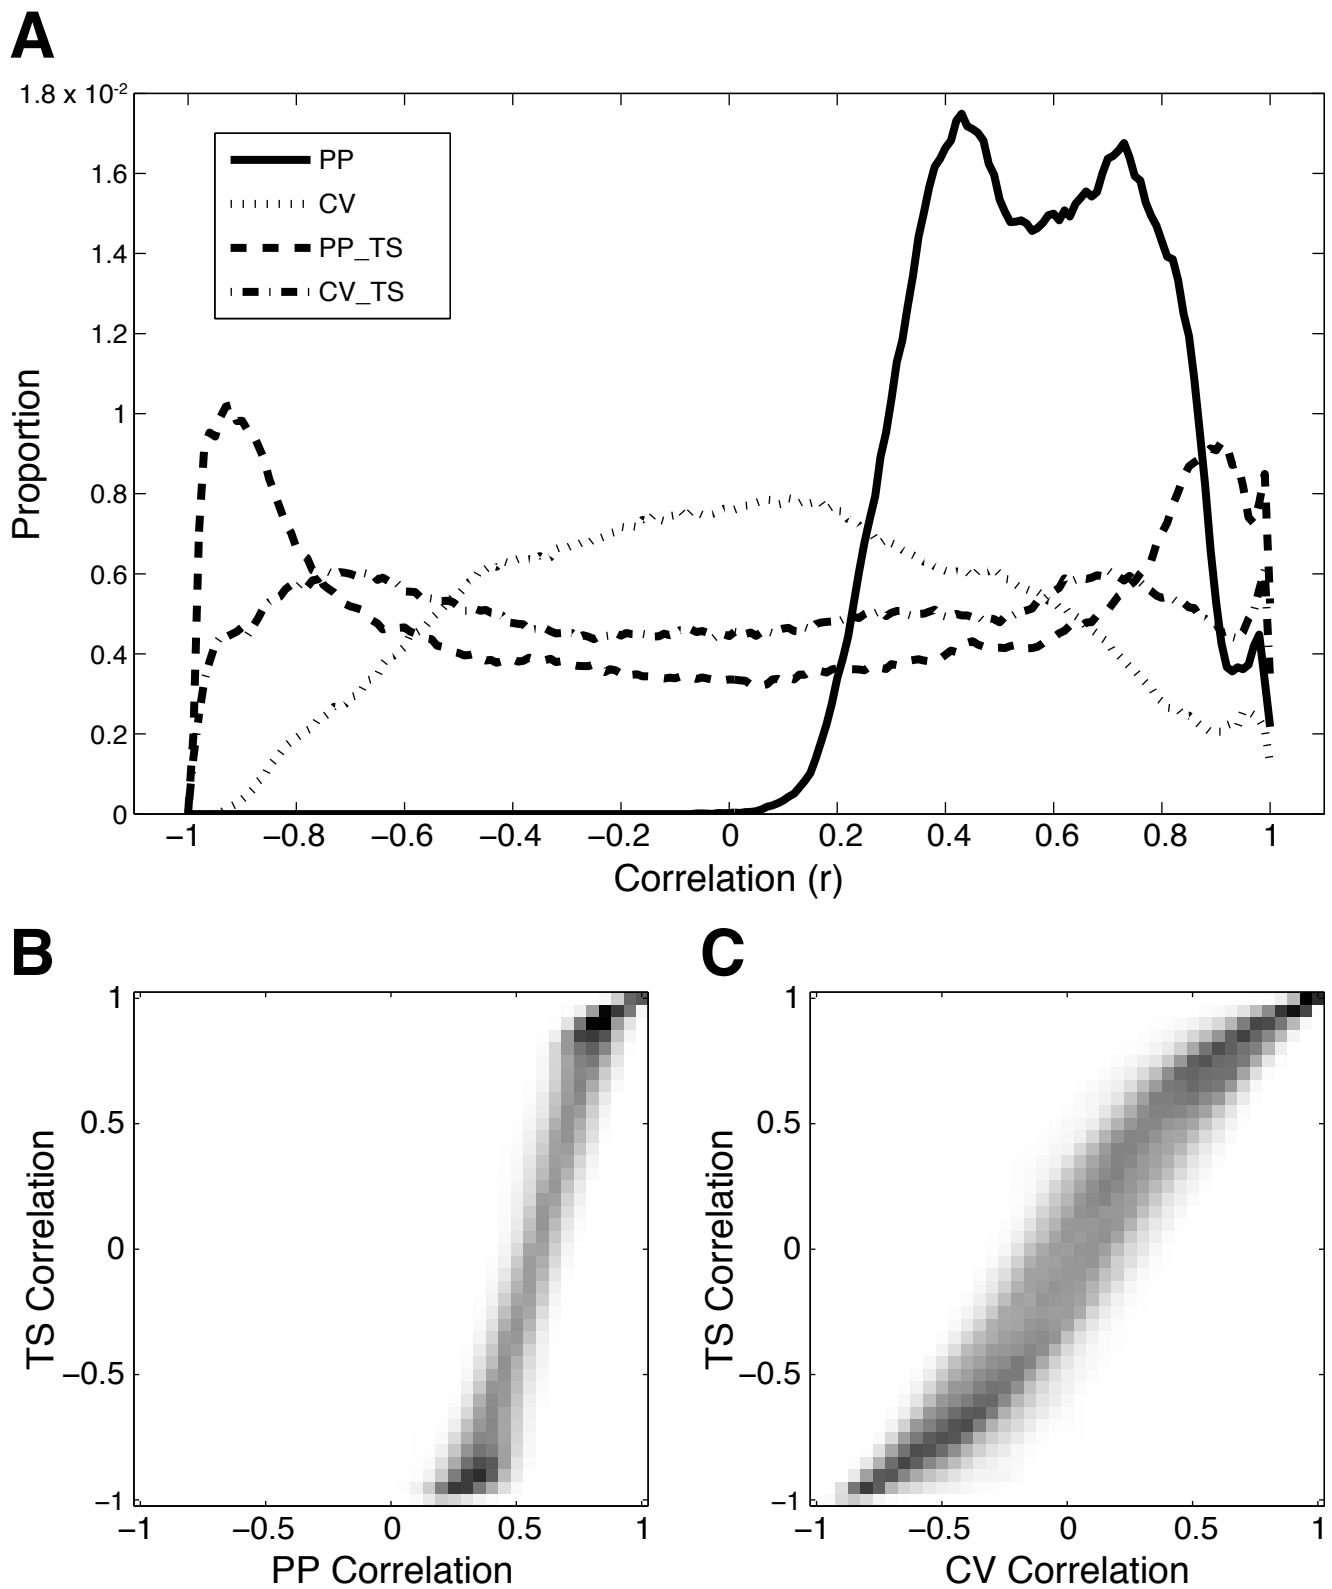 A
1.8 x 10-2
1.6
1.4
1.2
1
0.8
0.6
0.4
0.2
0
Proportion
PP
CV
PP_TS
CV_TS
−1 −0.8 −0.6 −0.4 −0.2 0 0.2 0.4 0.6 0.8 1
Correlation (r)
B
1
0.5
0
−0.5
−1
TS Correlation
−1 −0.5 0 0.5 1
PP Correlation
C
1
0.5
0
−0.5
−1
TS Correlation
−1 −0.5 0 0.5 1
CV Correlation